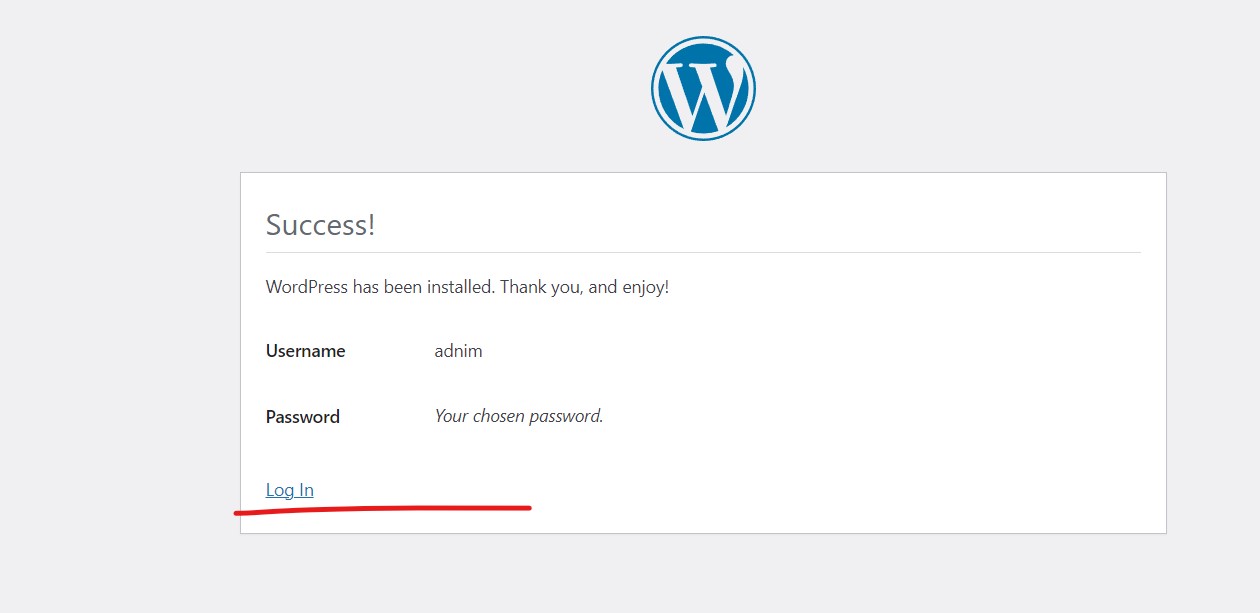 Success!
WordPress has been installed. Thank you, and enjoy!
Username adnim
Password Your chosen password.
Log In